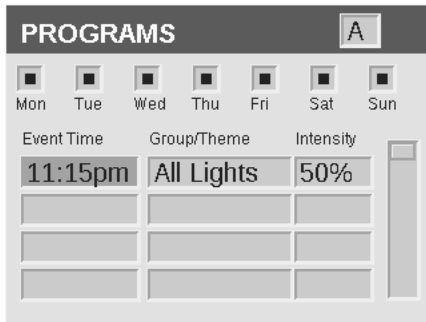 PROGRAMS A
Mon Tue Wed Thu Fri Sat Sun
Event Time Group/Theme Intensity
11:15pm All Lights 50%